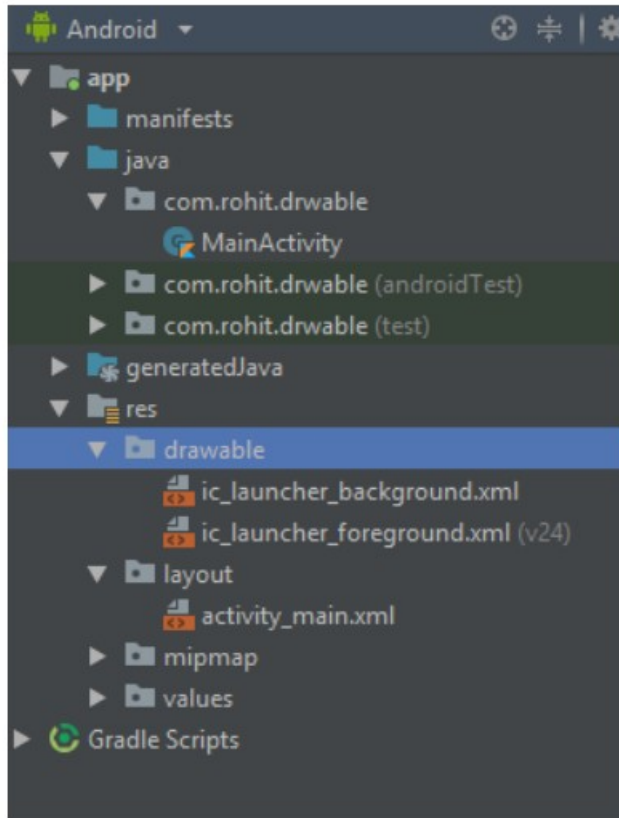 Android
app
manifests
java
com.rohit.drwable
MainActivity
com.rohit.drwable (androidTest)
com.rohit.drwable (test)
generatedJava
res
drawable
ic_launcher_background.xml
ic_launcher_foreground.xml (v24)
layout
activity_main.xml
mipmap
values
Gradle Scripts